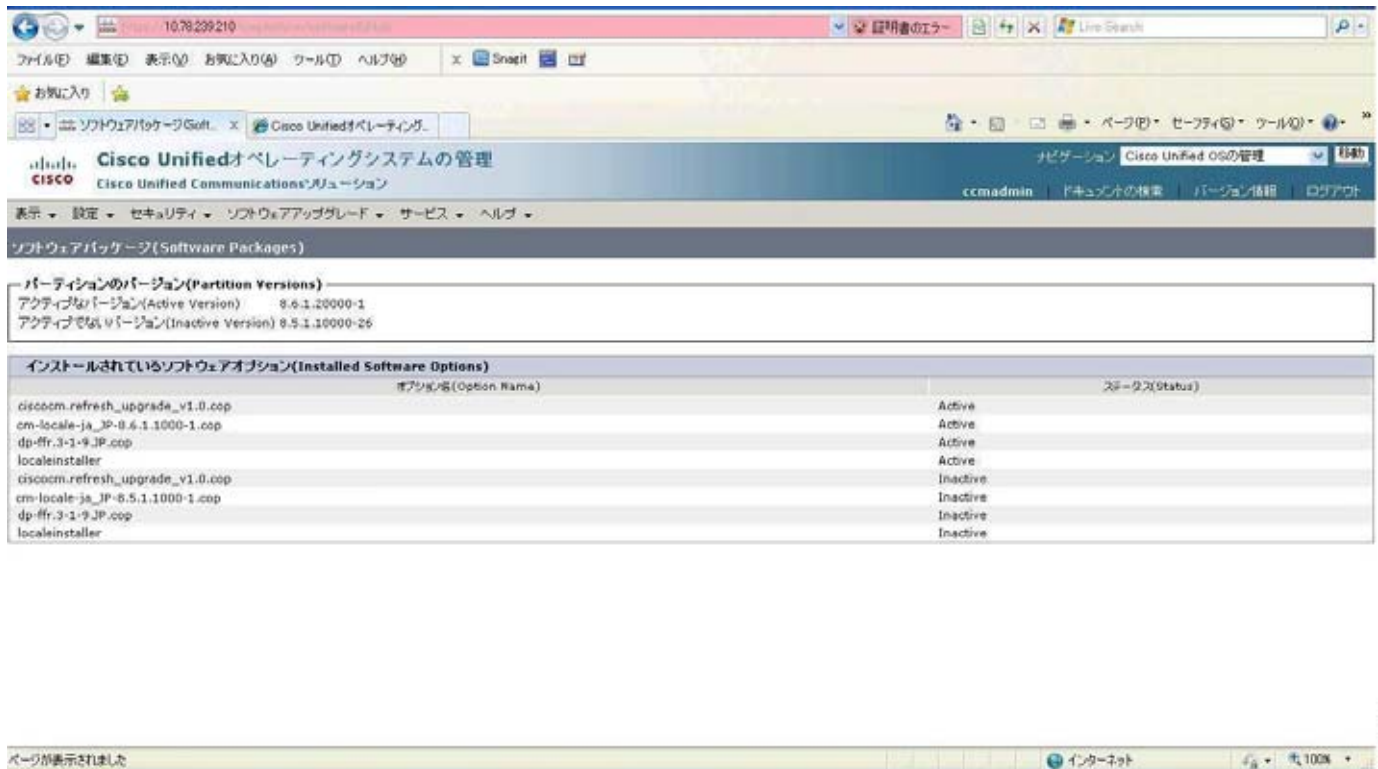 10.78.239.210 証明書のエラー Live Search
ファイル(F) 編集(E) 表示(V) お気に入り(A) ツール(T) ヘルプ(H) x SnagIt
お気に入り
ソフトウェアパッケージ(Soft... x Cisco Unifiedオペレーティング... ページ(P) セーフティ(S) ツール(O) »
CISCO
Cisco Unifiedオペレーティングシステムの管理
Cisco Unified Communicationsソリューション
ナビゲーション Cisco Unified OSの管理 移動
ccmadmin ドキュメントの検索 バージョン情報 ログアウト
表示 設定 セキュリティ ソフトウェアアップグレード サービス ヘルプ
ソフトウェアパッケージ(Software Packages)
パーティションのバージョン(Partition Versions)
アクティブなバージョン(Active Version) 8.6.1.20000-1
アクティブでないバージョン(Inactive Version) 8.5.1.10000-26
インストールされているソフトウェアオプション(Installed Software Options)
オプション名(Option Name) ステータス(Status)
ciscocm.refresh_upgrade_v1.0.cop Active
cm-locale-ja_JP-8.6.1.1000-1.cop Active
dp-ffr.3-1-9.JP.cop Active
localeinstaller Active
ciscocm.refresh_upgrade_v1.0.cop Inactive
cm-locale-ja_JP-8.5.1.1000-1.cop Inactive
dp-ffr.3-1-9.JP.cop Inactive
localeinstaller Inactive
ページが表示されました インターネット 100%